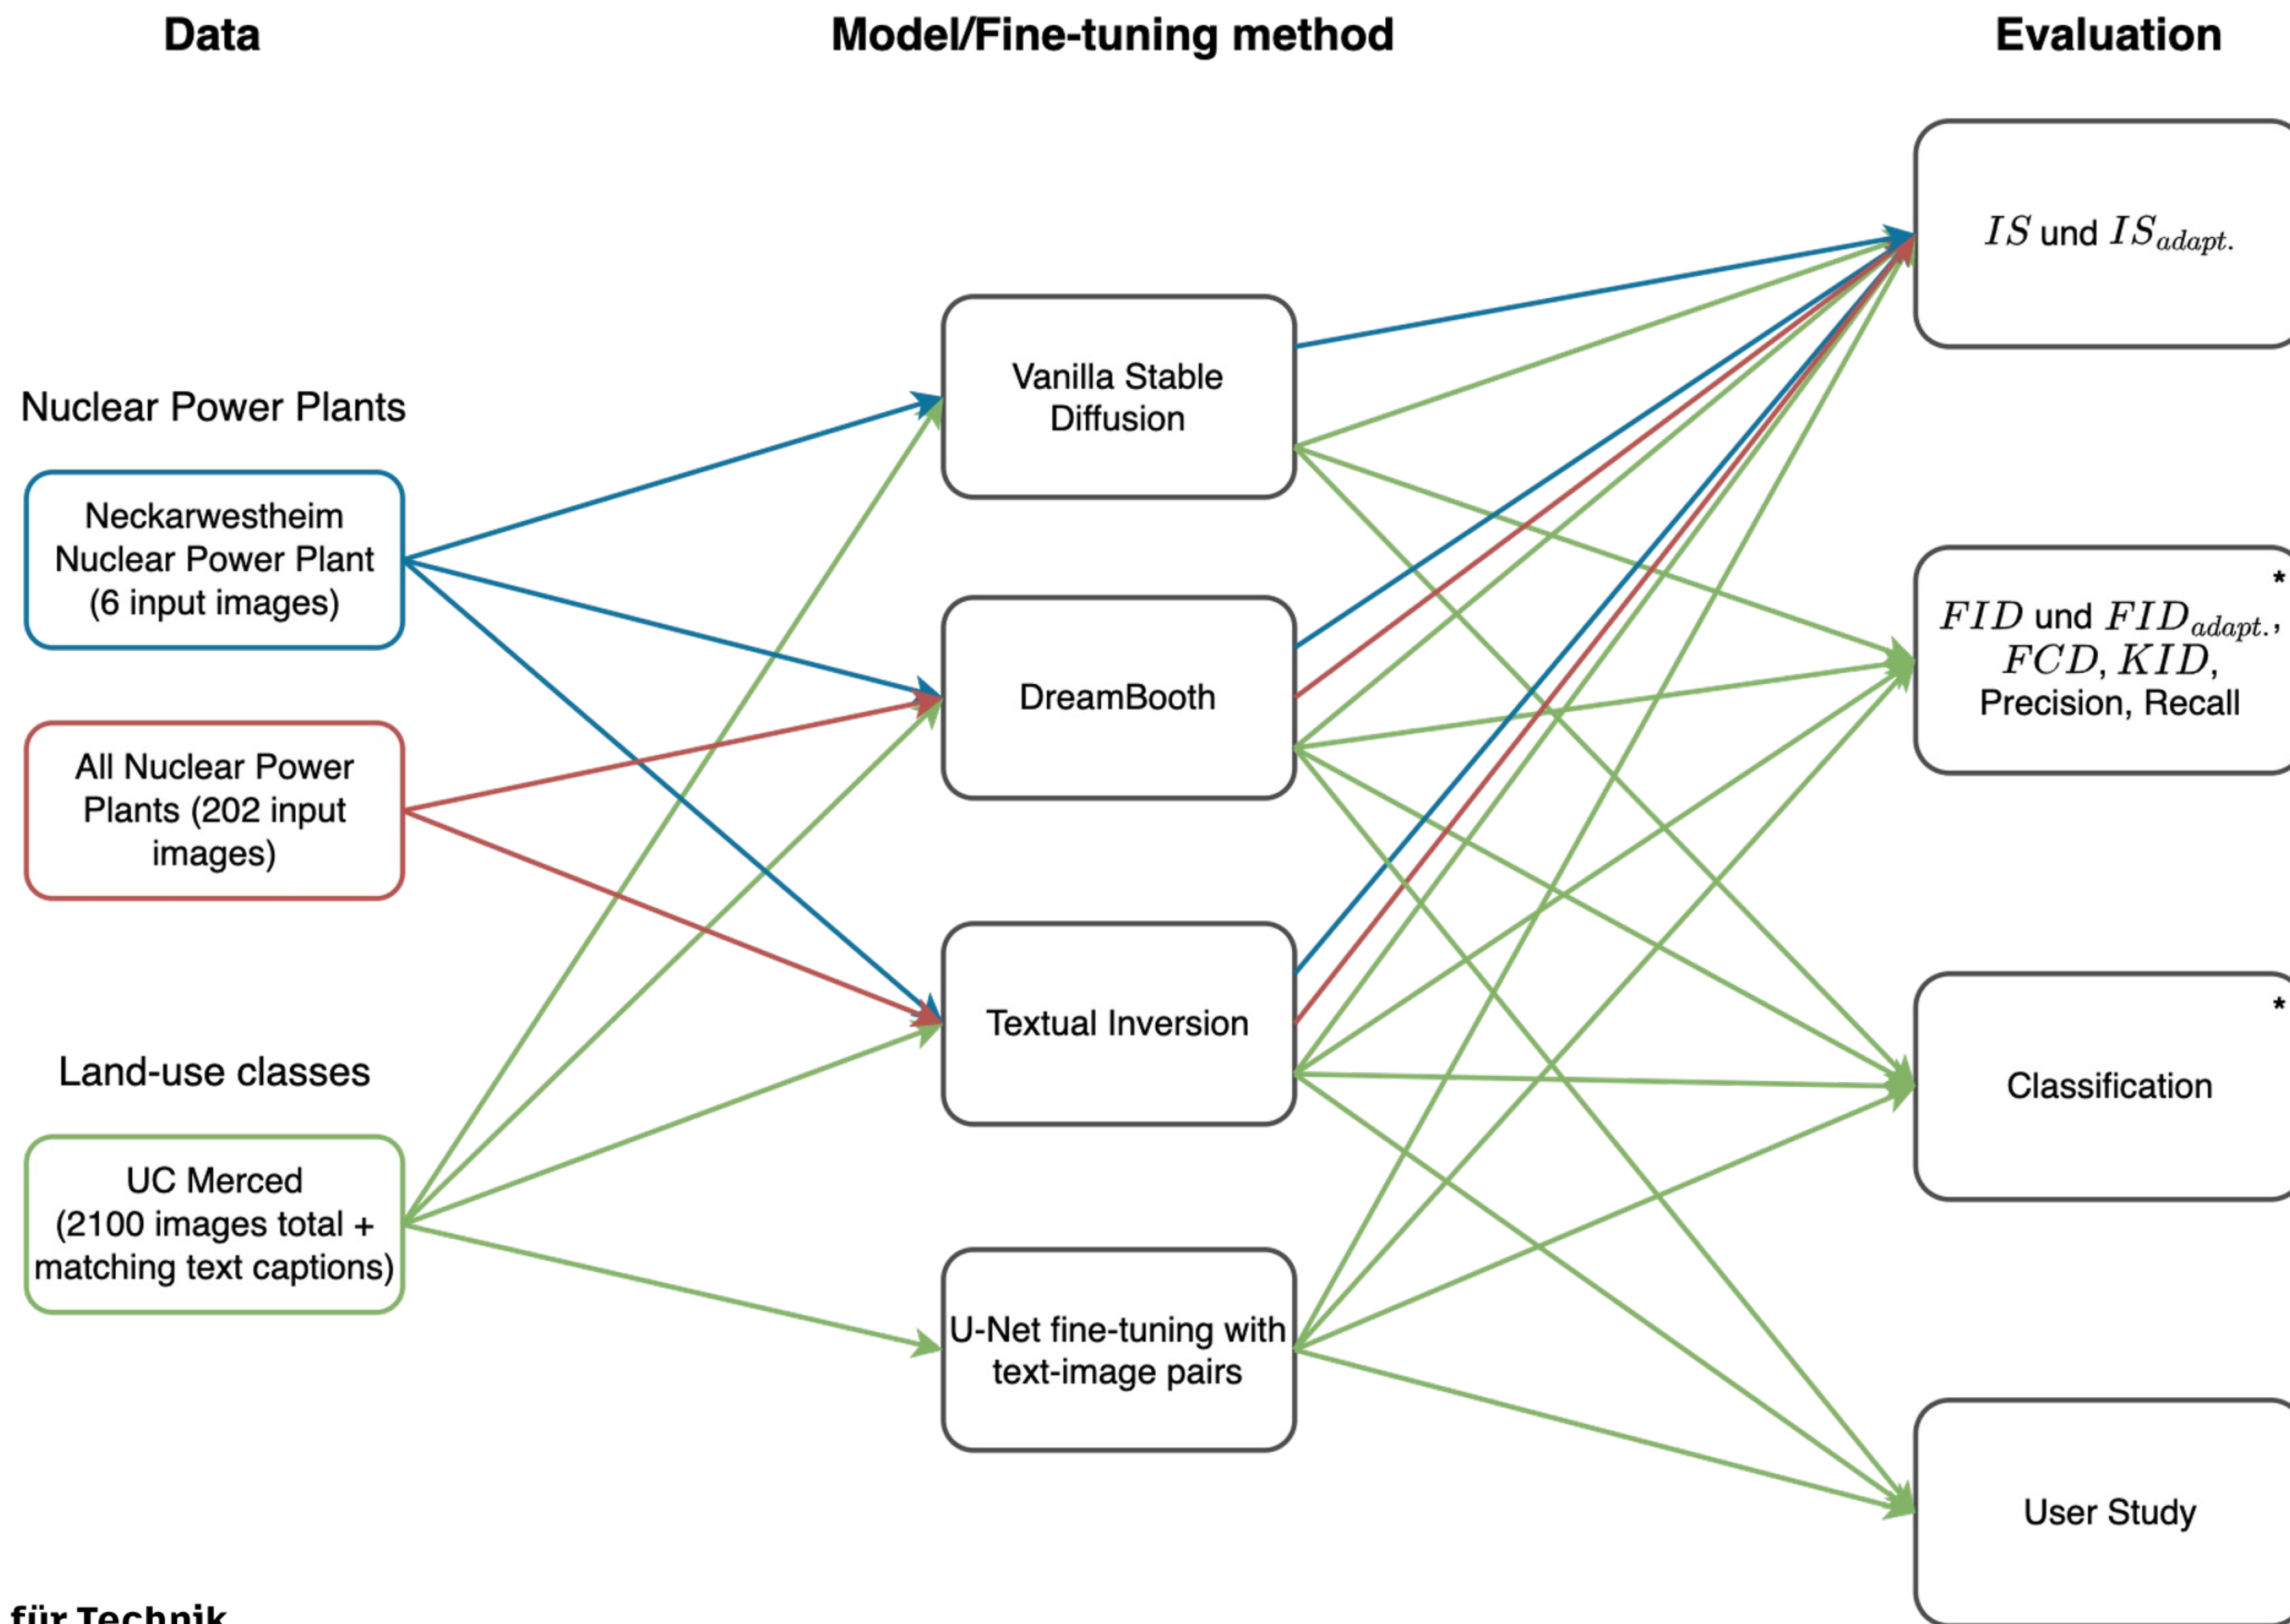 Data
Model/Fine-tuning method
Evaluation
Nuclear Power Plants
Neckarwestheim
Nuclear Power Plant
(6 input images)
All Nuclear Power
Plants (202 input
images)
Land-use classes
UC Merced
(2100 images total +
matching text captions)
Vanilla Stable
Diffusion
DreamBooth
Textual Inversion
U-Net fine-tuning with
text-image pairs
IS und IS_adapt.
*
FID und FID_adapt.,
FCD, KID,
Precision, Recall
*
Classification
User Study
für Technik